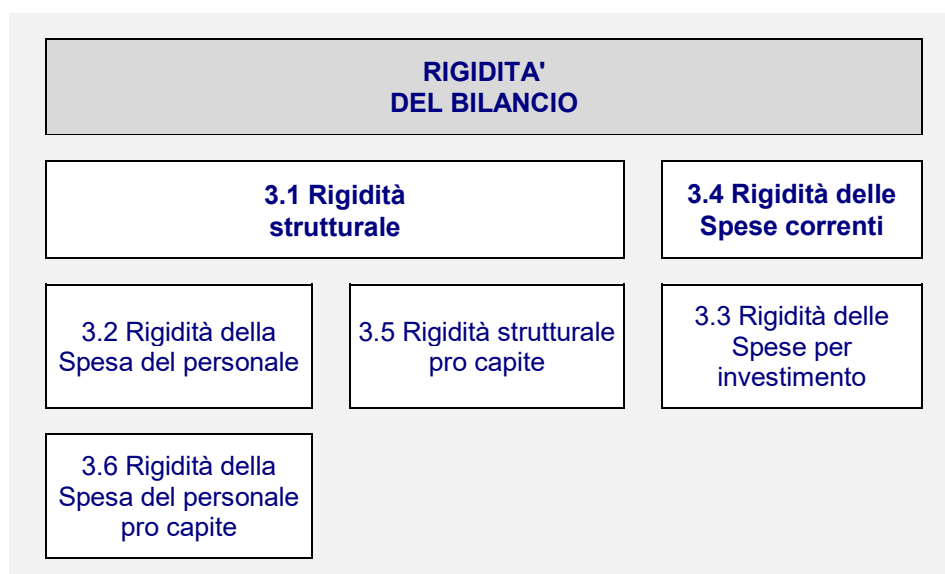 RIGIDITA'
DEL BILANCIO
3.1 Rigidità
strutturale
3.4 Rigidità delle
Spese correnti
3.2 Rigidità della
Spesa del personale
3.5 Rigidità strutturale
pro capite
3.3 Rigidità delle
Spese per
investimento
3.6 Rigidità della
Spesa del personale
pro capite